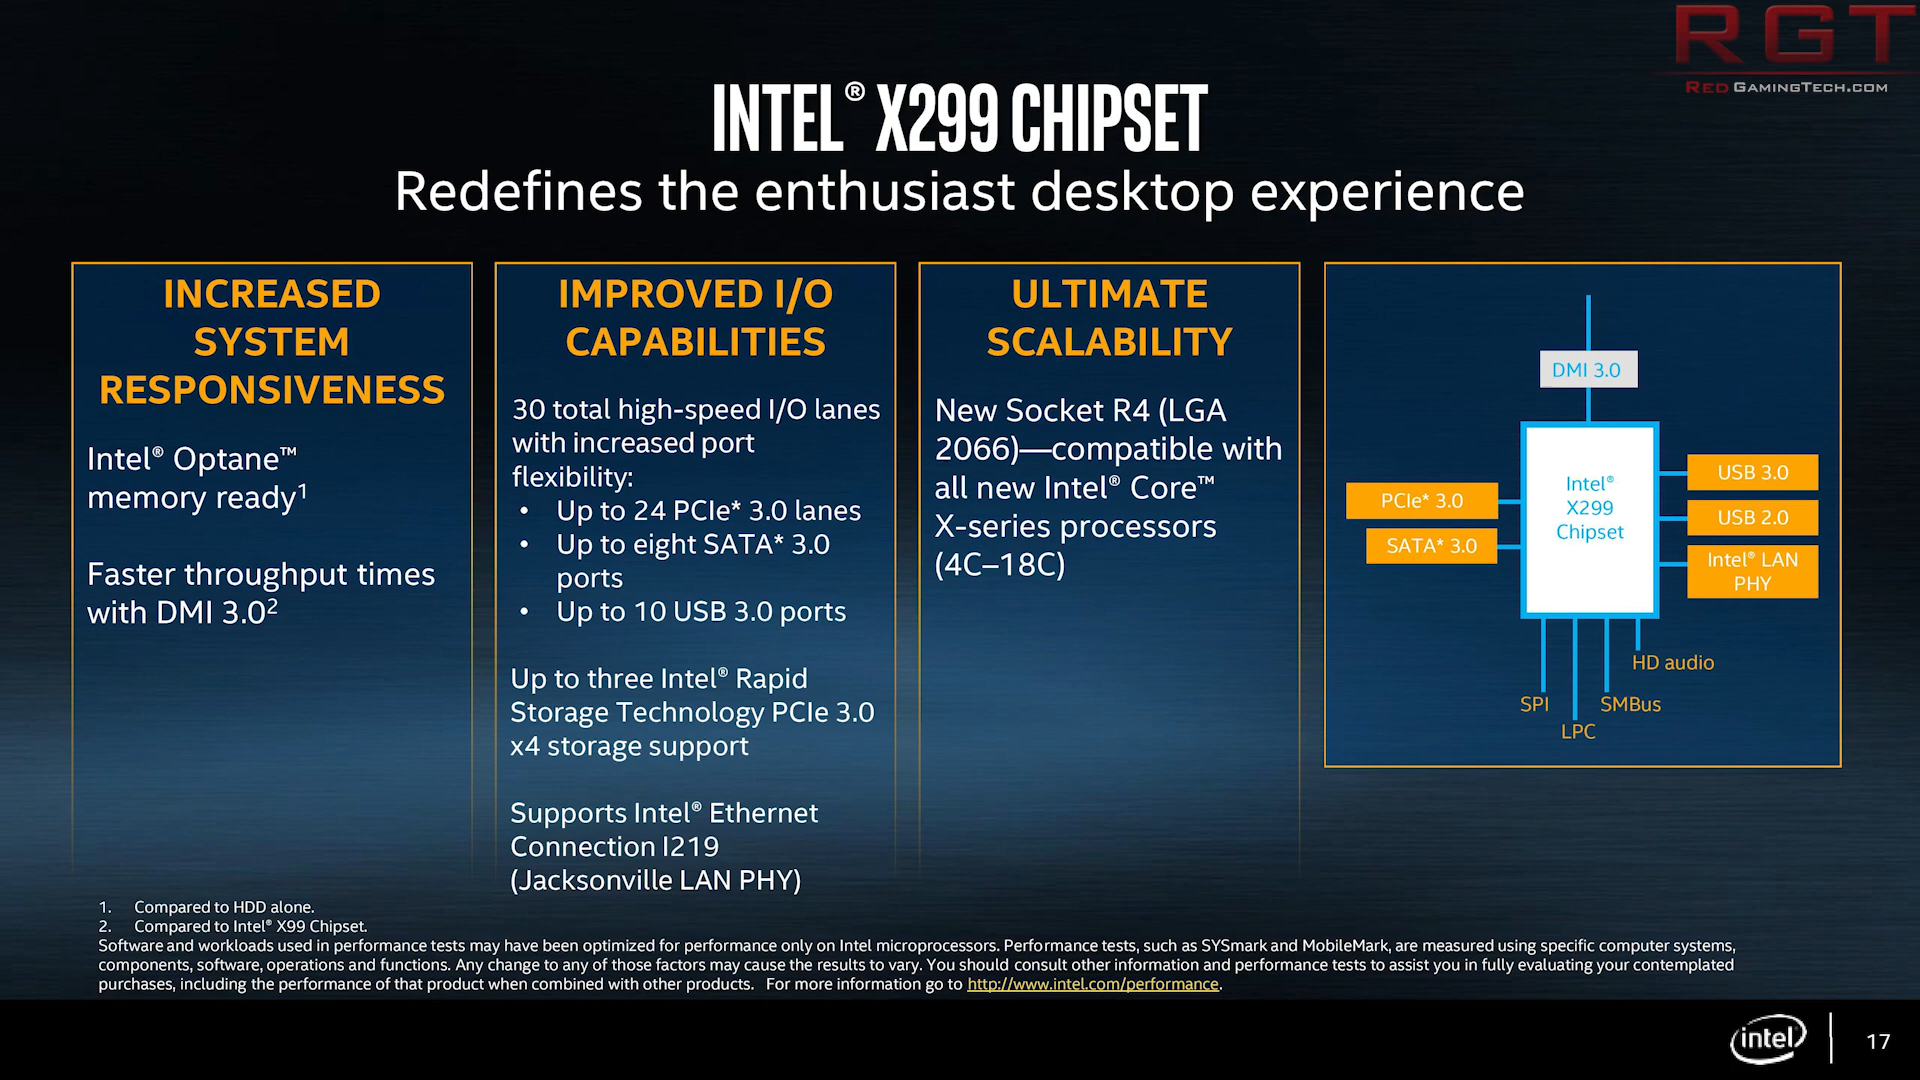 RGT
RED GAMINGTECH.COM
INTEL® X299 CHIPSET
Redefines the enthusiast desktop experience
INCREASED
SYSTEM
RESPONSIVENESS
Intel® Optane™
memory ready¹
Faster throughput times
with DMI 3.0²
IMPROVED I/O
CAPABILITIES
30 total high-speed I/O lanes
with increased port
flexibility:
• Up to 24 PCIe* 3.0 lanes
• Up to eight SATA* 3.0
ports
• Up to 10 USB 3.0 ports
Up to three Intel® Rapid
Storage Technology PCIe 3.0
x4 storage support
Supports Intel® Ethernet
Connection I219
(Jacksonville LAN PHY)
ULTIMATE
SCALABILITY
New Socket R4 (LGA
2066)—compatible with
all new Intel® Core™
X-series processors
(4C–18C)
DMI 3.0
Intel®
X299
Chipset
PCIe* 3.0
SATA* 3.0
USB 3.0
USB 2.0
Intel® LAN
PHY
HD audio
SPI
SMBus
LPC
1. Compared to HDD alone.
2. Compared to Intel® X99 Chipset.
Software and workloads used in performance tests may have been optimized for performance only on Intel microprocessors. Performance tests, such as SYSmark and MobileMark, are measured using specific computer systems,
components, software, operations and functions. Any change to any of those factors may cause the results to vary. You should consult other information and performance tests to assist you in fully evaluating your contemplated
purchases, including the performance of that product when combined with other products. For more information go to http://www.intel.com/performance.
intel
17